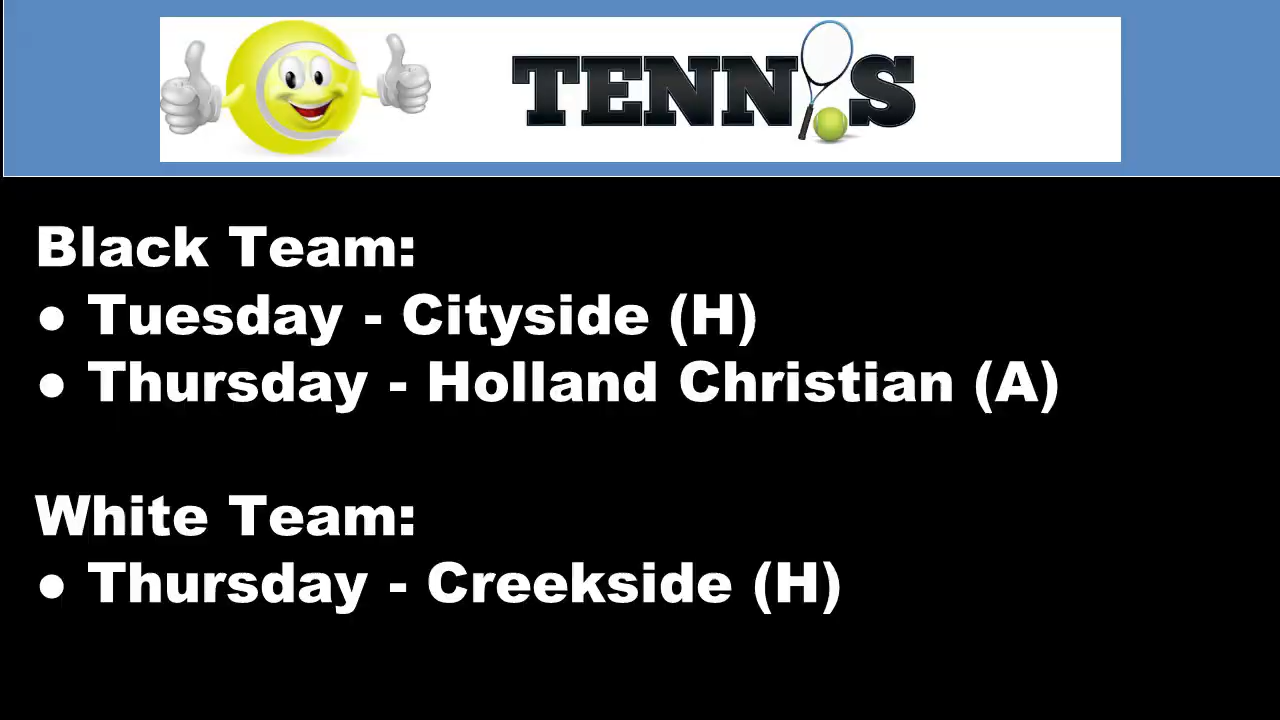 TENNIS
Black Team:
● Tuesday - Cityside (H)
● Thursday - Holland Christian (A)
White Team:
● Thursday - Creekside (H)